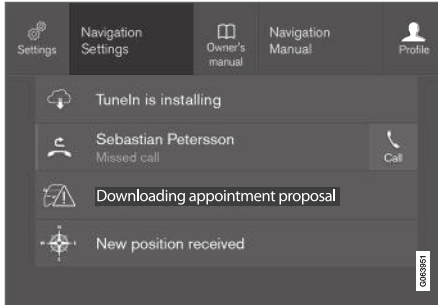 Settings
Navigation
Settings
Owner's
manual
Navigation
Manual
Profile
TuneIn is installing
Sebastian Petersson
Missed call
Call
Downloading appointment proposal
New position received
G063951